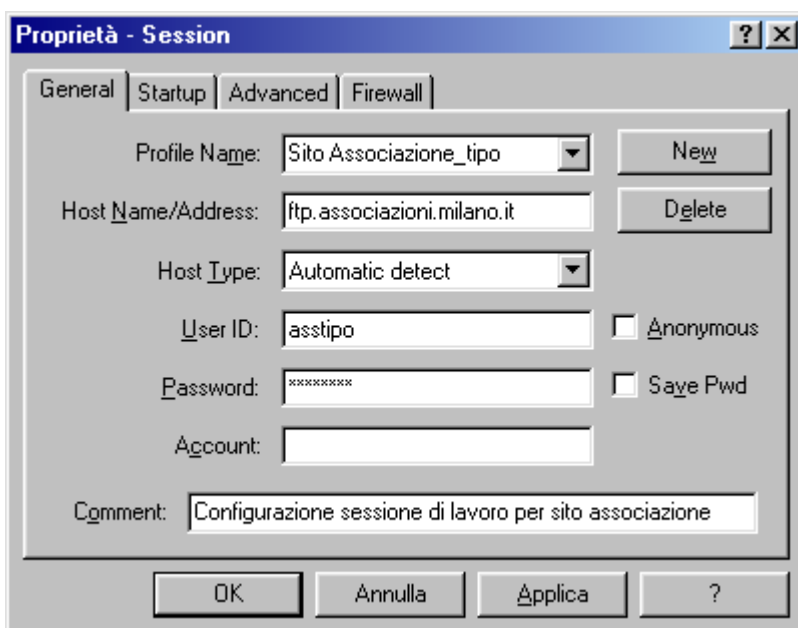 Proprietà - Session ? X
General Startup Advanced Firewall
Profile Name: Sito Associazione_tipo New
Host Name/Address: ftp.associazioni.milano.it Delete
Host Type: Automatic detect
User ID: asstipo Anonymous
Password: ******** Save Pwd
Account:
Comment: Configurazione sessione di lavoro per sito associazione
OK Annulla Applica ?